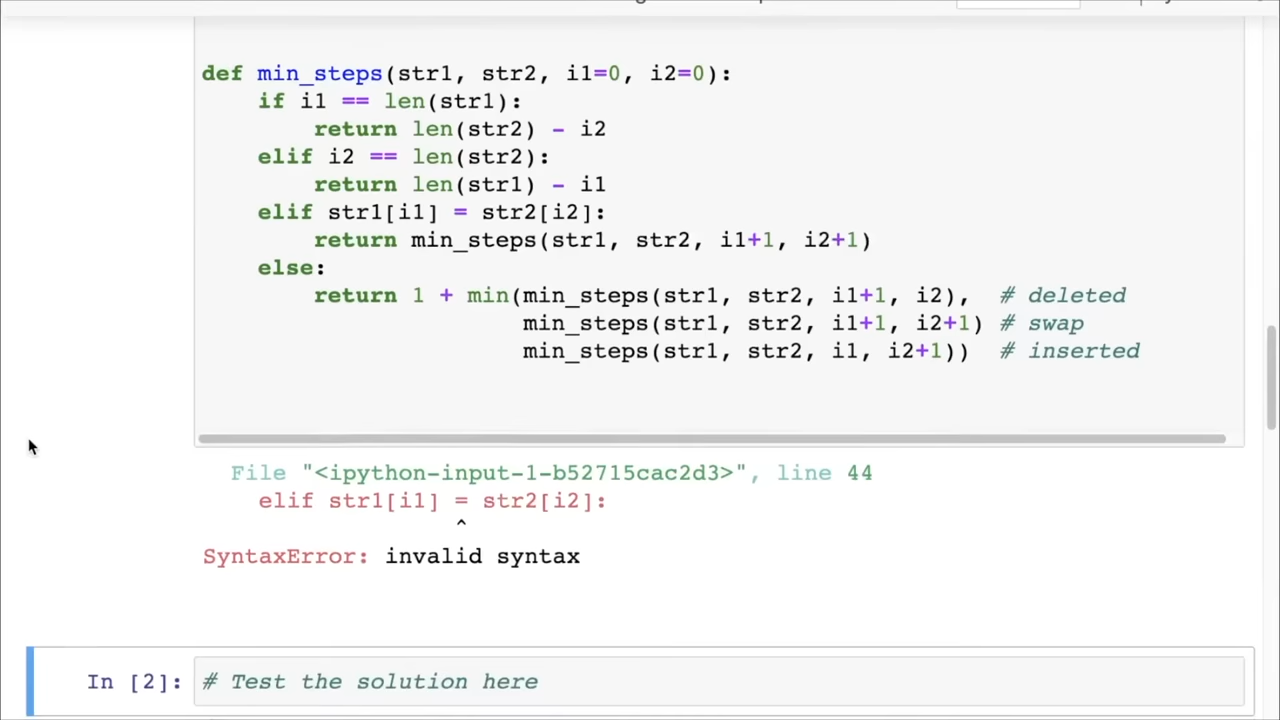 def min_steps(str1, str2, i1=0, i2=0):
    if i1 == len(str1):
        return len(str2) - i2
    elif i2 == len(str2):
        return len(str1) - i1
    elif str1[i1] = str2[i2]:
        return min_steps(str1, str2, i1+1, i2+1)
    else:
        return 1 + min(min_steps(str1, str2, i1+1, i2),  # deleted
                       min_steps(str1, str2, i1+1, i2+1) # swap
                       min_steps(str1, str2, i1, i2+1))  # inserted
  File "<ipython-input-1-b52715cac2d3>", line 44
    elif str1[i1] = str2[i2]:
                  ^
SyntaxError: invalid syntax
In [2]: # Test the solution here